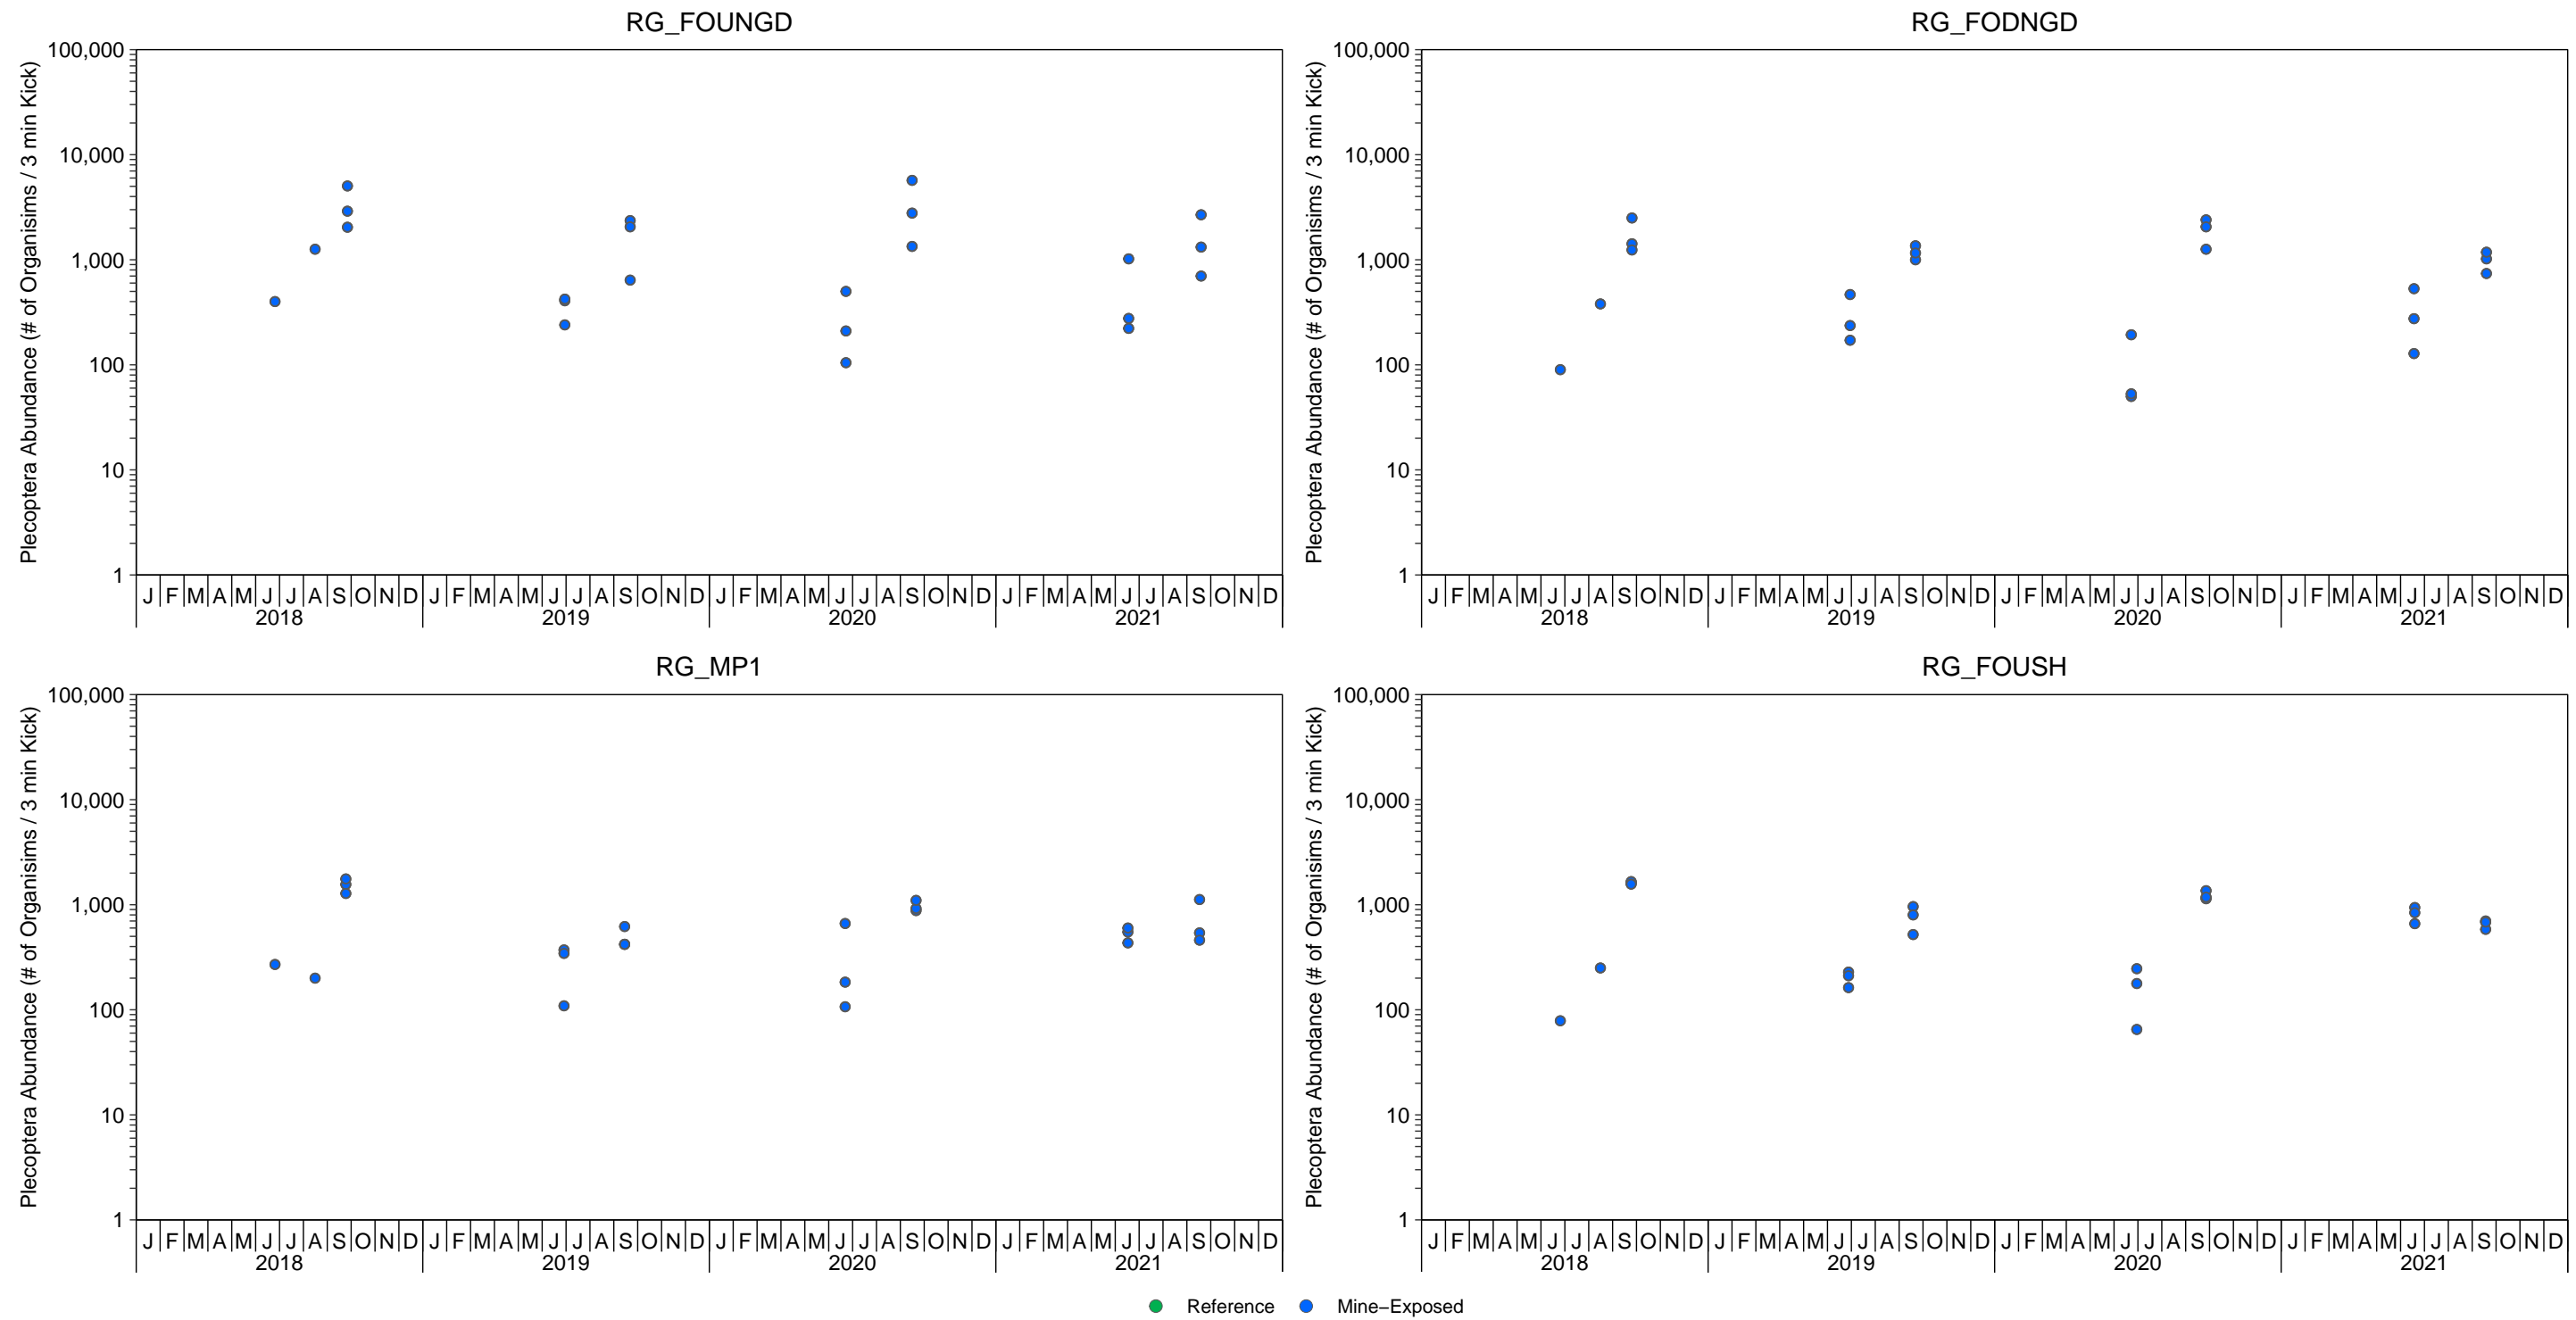 RG_FOUNGD
Plecoptera Abundance (# of Organisims / 3 min Kick)
100,000
10,000
1,000
100
10
1
J F M A M J J A S O N D J F M A M J J A S O N D J F M A M J J A S O N D J F M A M J J A S O N D
2018 2019 2020 2021
RG_FODNGD
Plecoptera Abundance (# of Organisims / 3 min Kick)
100,000
10,000
1,000
100
10
1
J F M A M J J A S O N D J F M A M J J A S O N D J F M A M J J A S O N D J F M A M J J A S O N D
2018 2019 2020 2021
RG_MP1
Plecoptera Abundance (# of Organisims / 3 min Kick)
100,000
10,000
1,000
100
10
1
J F M A M J J A S O N D J F M A M J J A S O N D J F M A M J J A S O N D J F M A M J J A S O N D
2018 2019 2020 2021
RG_FOUSH
Plecoptera Abundance (# of Organisims / 3 min Kick)
100,000
10,000
1,000
100
10
1
J F M A M J J A S O N D J F M A M J J A S O N D J F M A M J J A S O N D J F M A M J J A S O N D
2018 2019 2020 2021
Reference Mine−Exposed